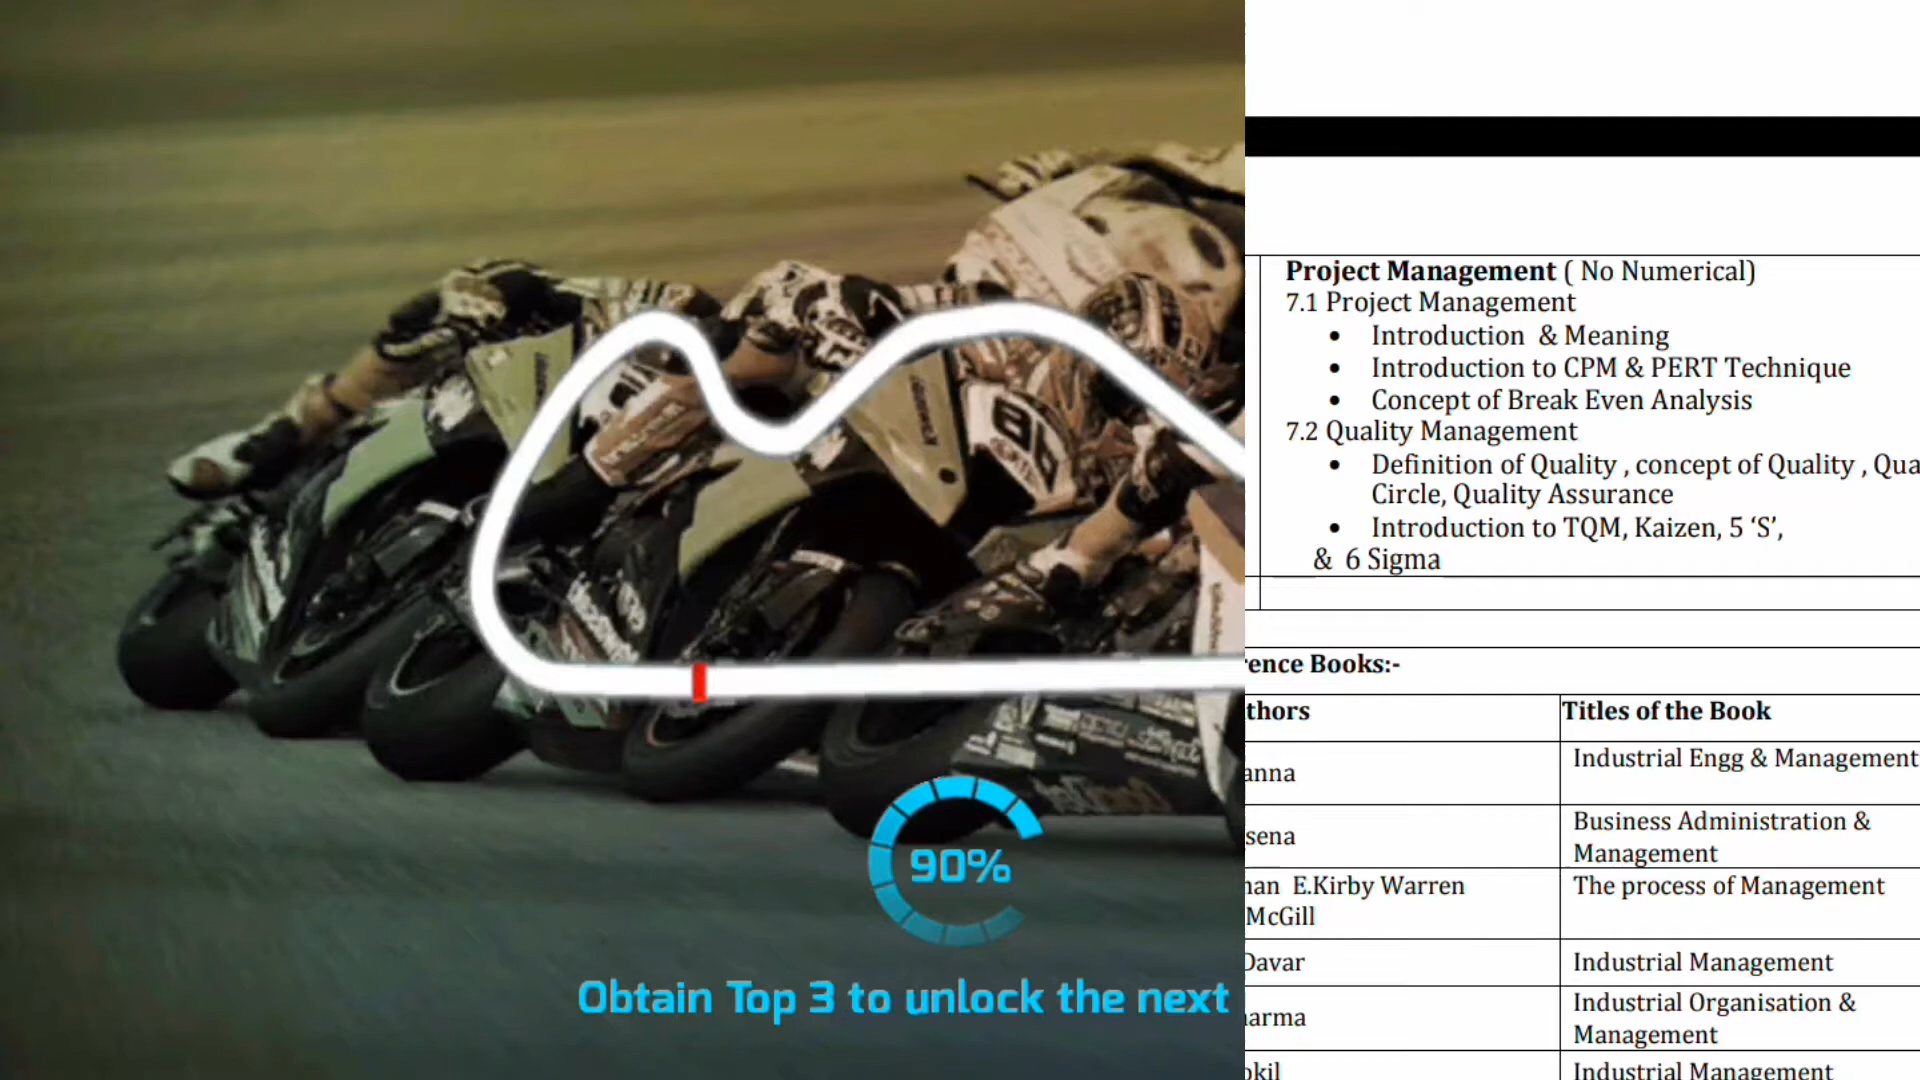 90%
Obtain Top 3 to unlock the next
86
Project Management ( No Numerical)
7.1 Project Management
• Introduction & Meaning
• Introduction to CPM & PERT Technique
• Concept of Break Even Analysis
7.2 Quality Management
• Definition of Quality , concept of Quality , Qua
Circle, Quality Assurance
• Introduction to TQM, Kaizen, 5 ‘S’,
& 6 Sigma
ence Books:-
thors Titles of the Book
anna Industrial Engg & Management
sena Business Administration &
Management
E.Kirby Warren The process of Management
McGill
Davar Industrial Management
arma Industrial Organisation &
Management
okil Industrial Management